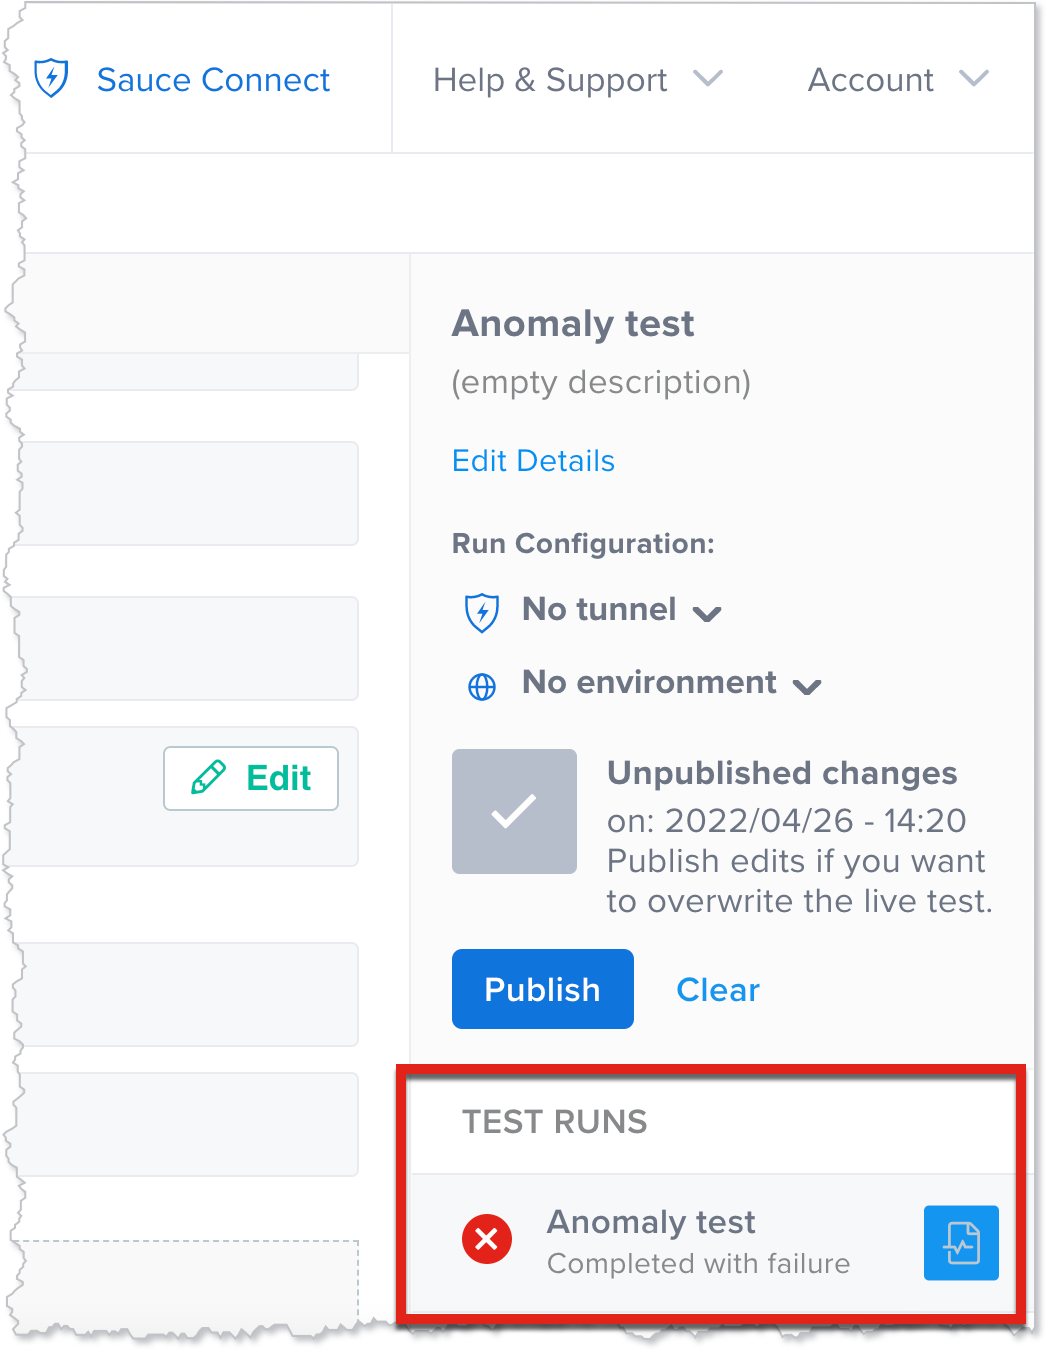 Sauce Connect
Help & Support
Account
Anomaly test
(empty description)
Edit Details
Run Configuration:
No tunnel
No environment
Edit
Unpublished changes
on: 2022/04/26 - 14:20
Publish edits if you want
to overwrite the live test.
Publish
Clear
TEST RUNS
Anomaly test
Completed with failure